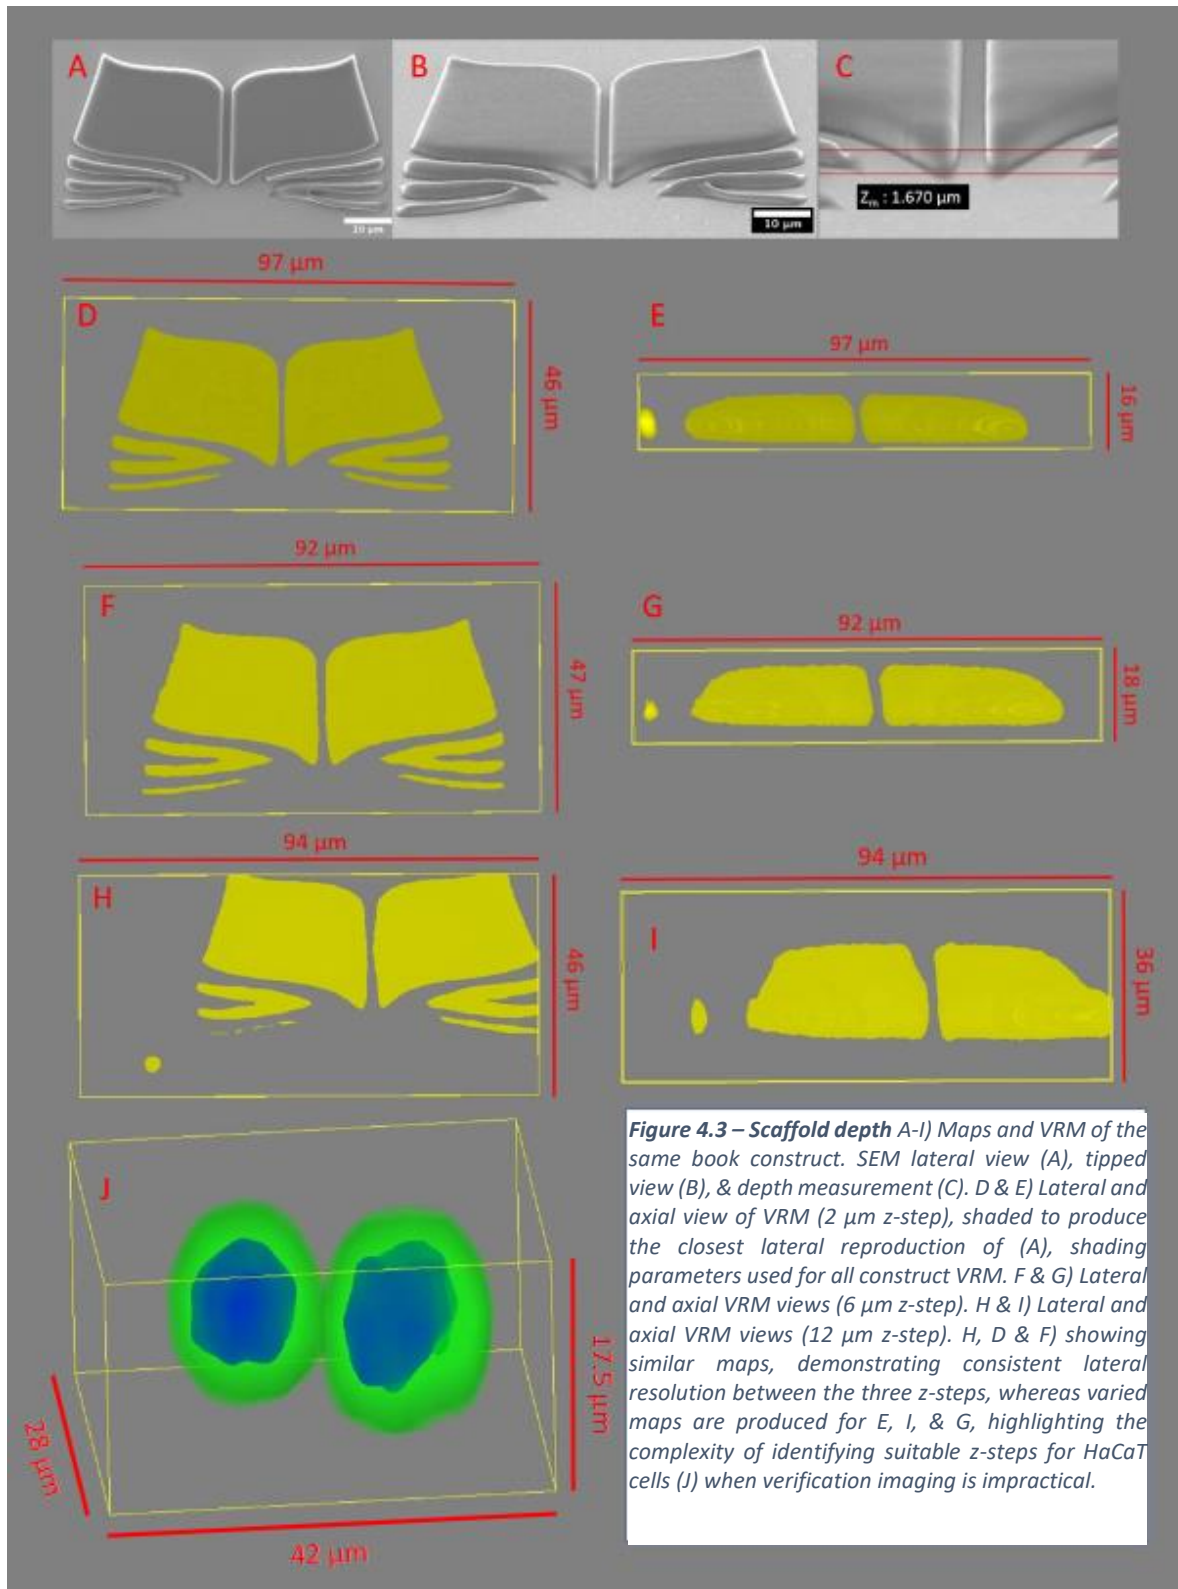 A
B
C
10 μm
10 μm
Zm : 1.670 μm
97 μm
D
46 μm
E
97 μm
16 μm
92 μm
F
47 μm
G
92 μm
18 μm
94 μm
H
46 μm
94 μm
I
36 μm
J
17.5 μm
28 μm
42 μm
Figure 4.3 – Scaffold depth A-I) Maps and VRM of the
same book construct. SEM lateral view (A), tipped
view (B), & depth measurement (C). D & E) Lateral and
axial view of VRM (2 μm z-step), shaded to produce
the closest lateral reproduction of (A), shading
parameters used for all construct VRM. F & G) Lateral
and axial VRM views (6 μm z-step). H & I) Lateral and
axial VRM views (12 μm z-step). H, D & F) showing
similar maps, demonstrating consistent lateral
resolution between the three z-steps, whereas varied
maps are produced for E, I, & G, highlighting the
complexity of identifying suitable z-steps for HaCaT
cells (J) when verification imaging is impractical.